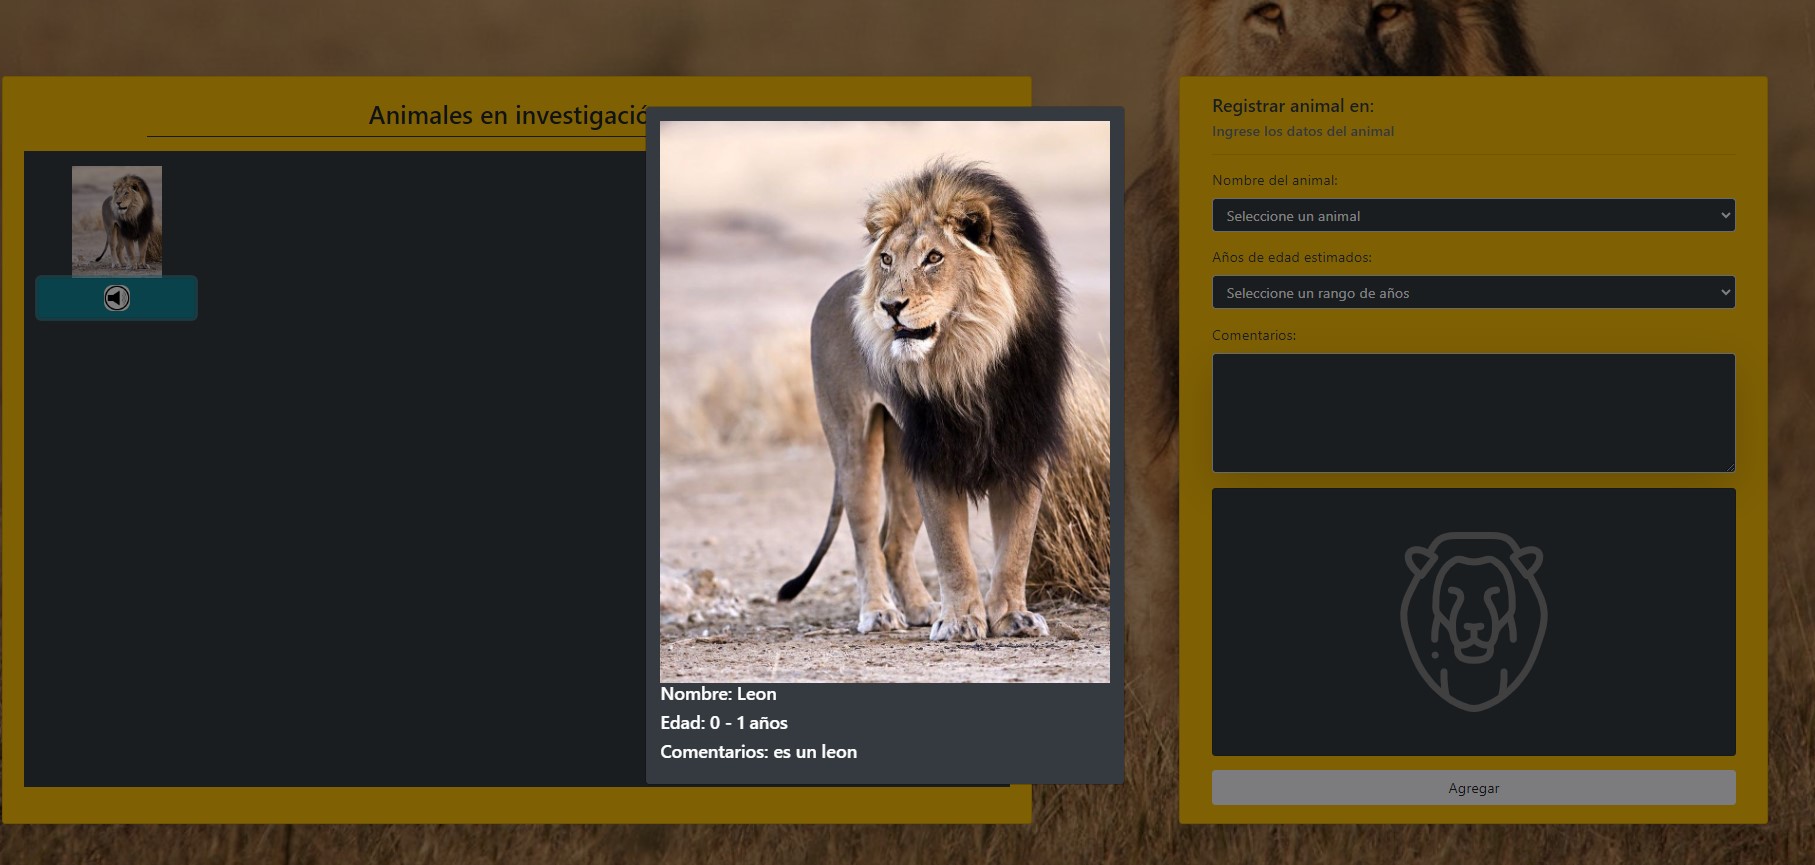 Animales en investigació
Nombre: Leon
Edad: 0 - 1 años
Comentarios: es un leon
Registrar animal en:
Ingrese los datos del animal
Nombre del animal:
Seleccione un animal
Años de edad estimados:
Seleccione un rango de años
Comentarios:
Agregar